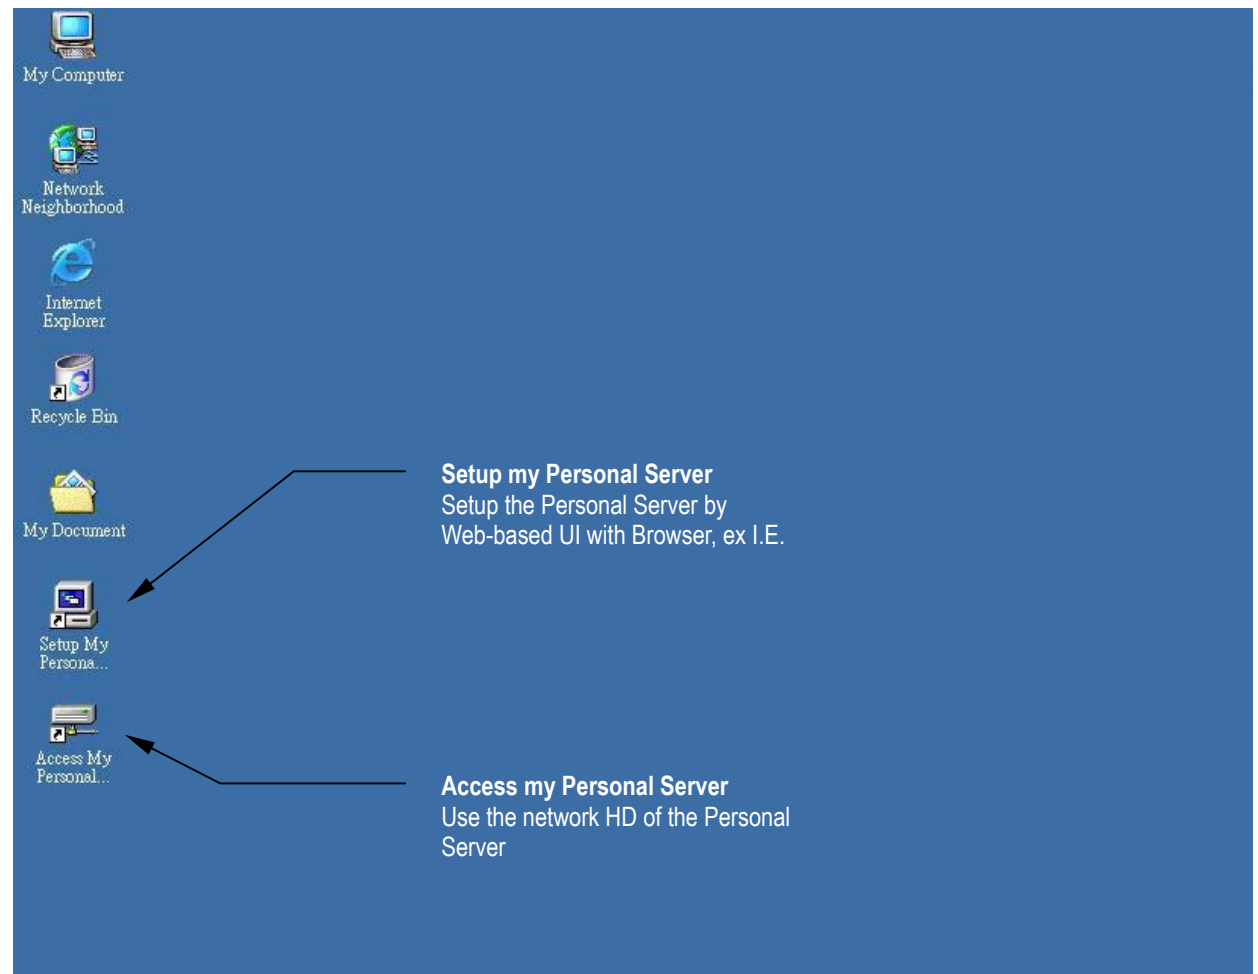 My Computer
Network
Neighborhood
Internet
Explorer
Recycle Bin
My Document
Setup My
Persona...
Access My
Personal...
Setup my Personal Server
Setup the Personal Server by
Web-based UI with Browser, ex I.E.
Access my Personal Server
Use the network HD of the Personal
Server